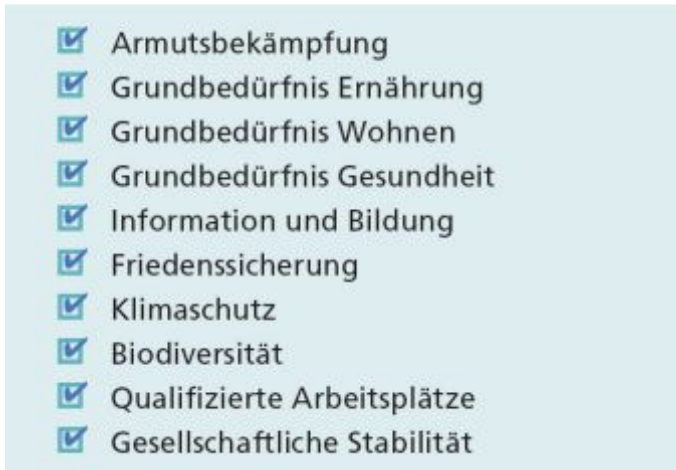 Armutsbekämpfung
Grundbedürfnis Ernährung
Grundbedürfnis Wohnen
Grundbedürfnis Gesundheit
Information und Bildung
Friedenssicherung
Klimaschutz
Biodiversität
Qualifizierte Arbeitsplätze
Gesellschaftliche Stabilität